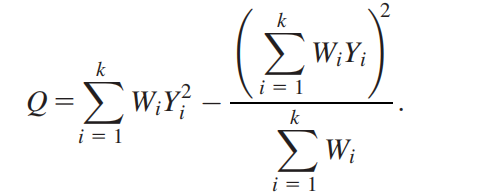 Q = \sum_{i=1}^{k} W_i Y_i^2 - \frac{\left( \sum_{i=1}^{k} W_i Y_i \right)^2}{\sum_{i=1}^{k} W_i}.